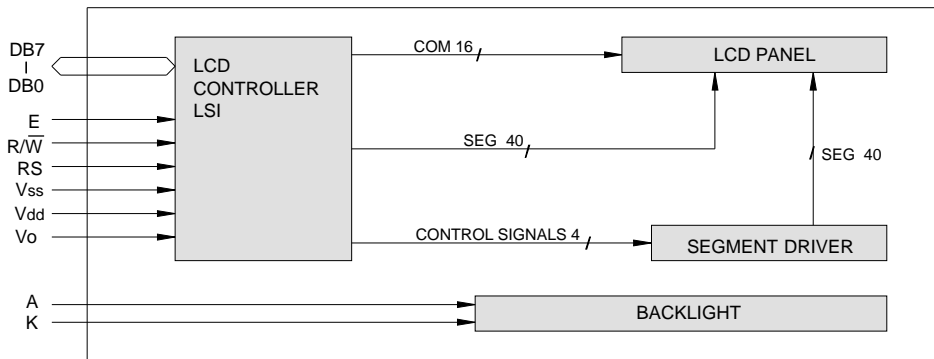 DB7
DB0
E
R/W̅
RS
Vss
Vdd
Vo
A
K
LCD
CONTROLLER
LSI
COM 16
LCD PANEL
SEG 40
SEG 40
CONTROL SIGNALS 4
SEGMENT DRIVER
BACKLIGHT